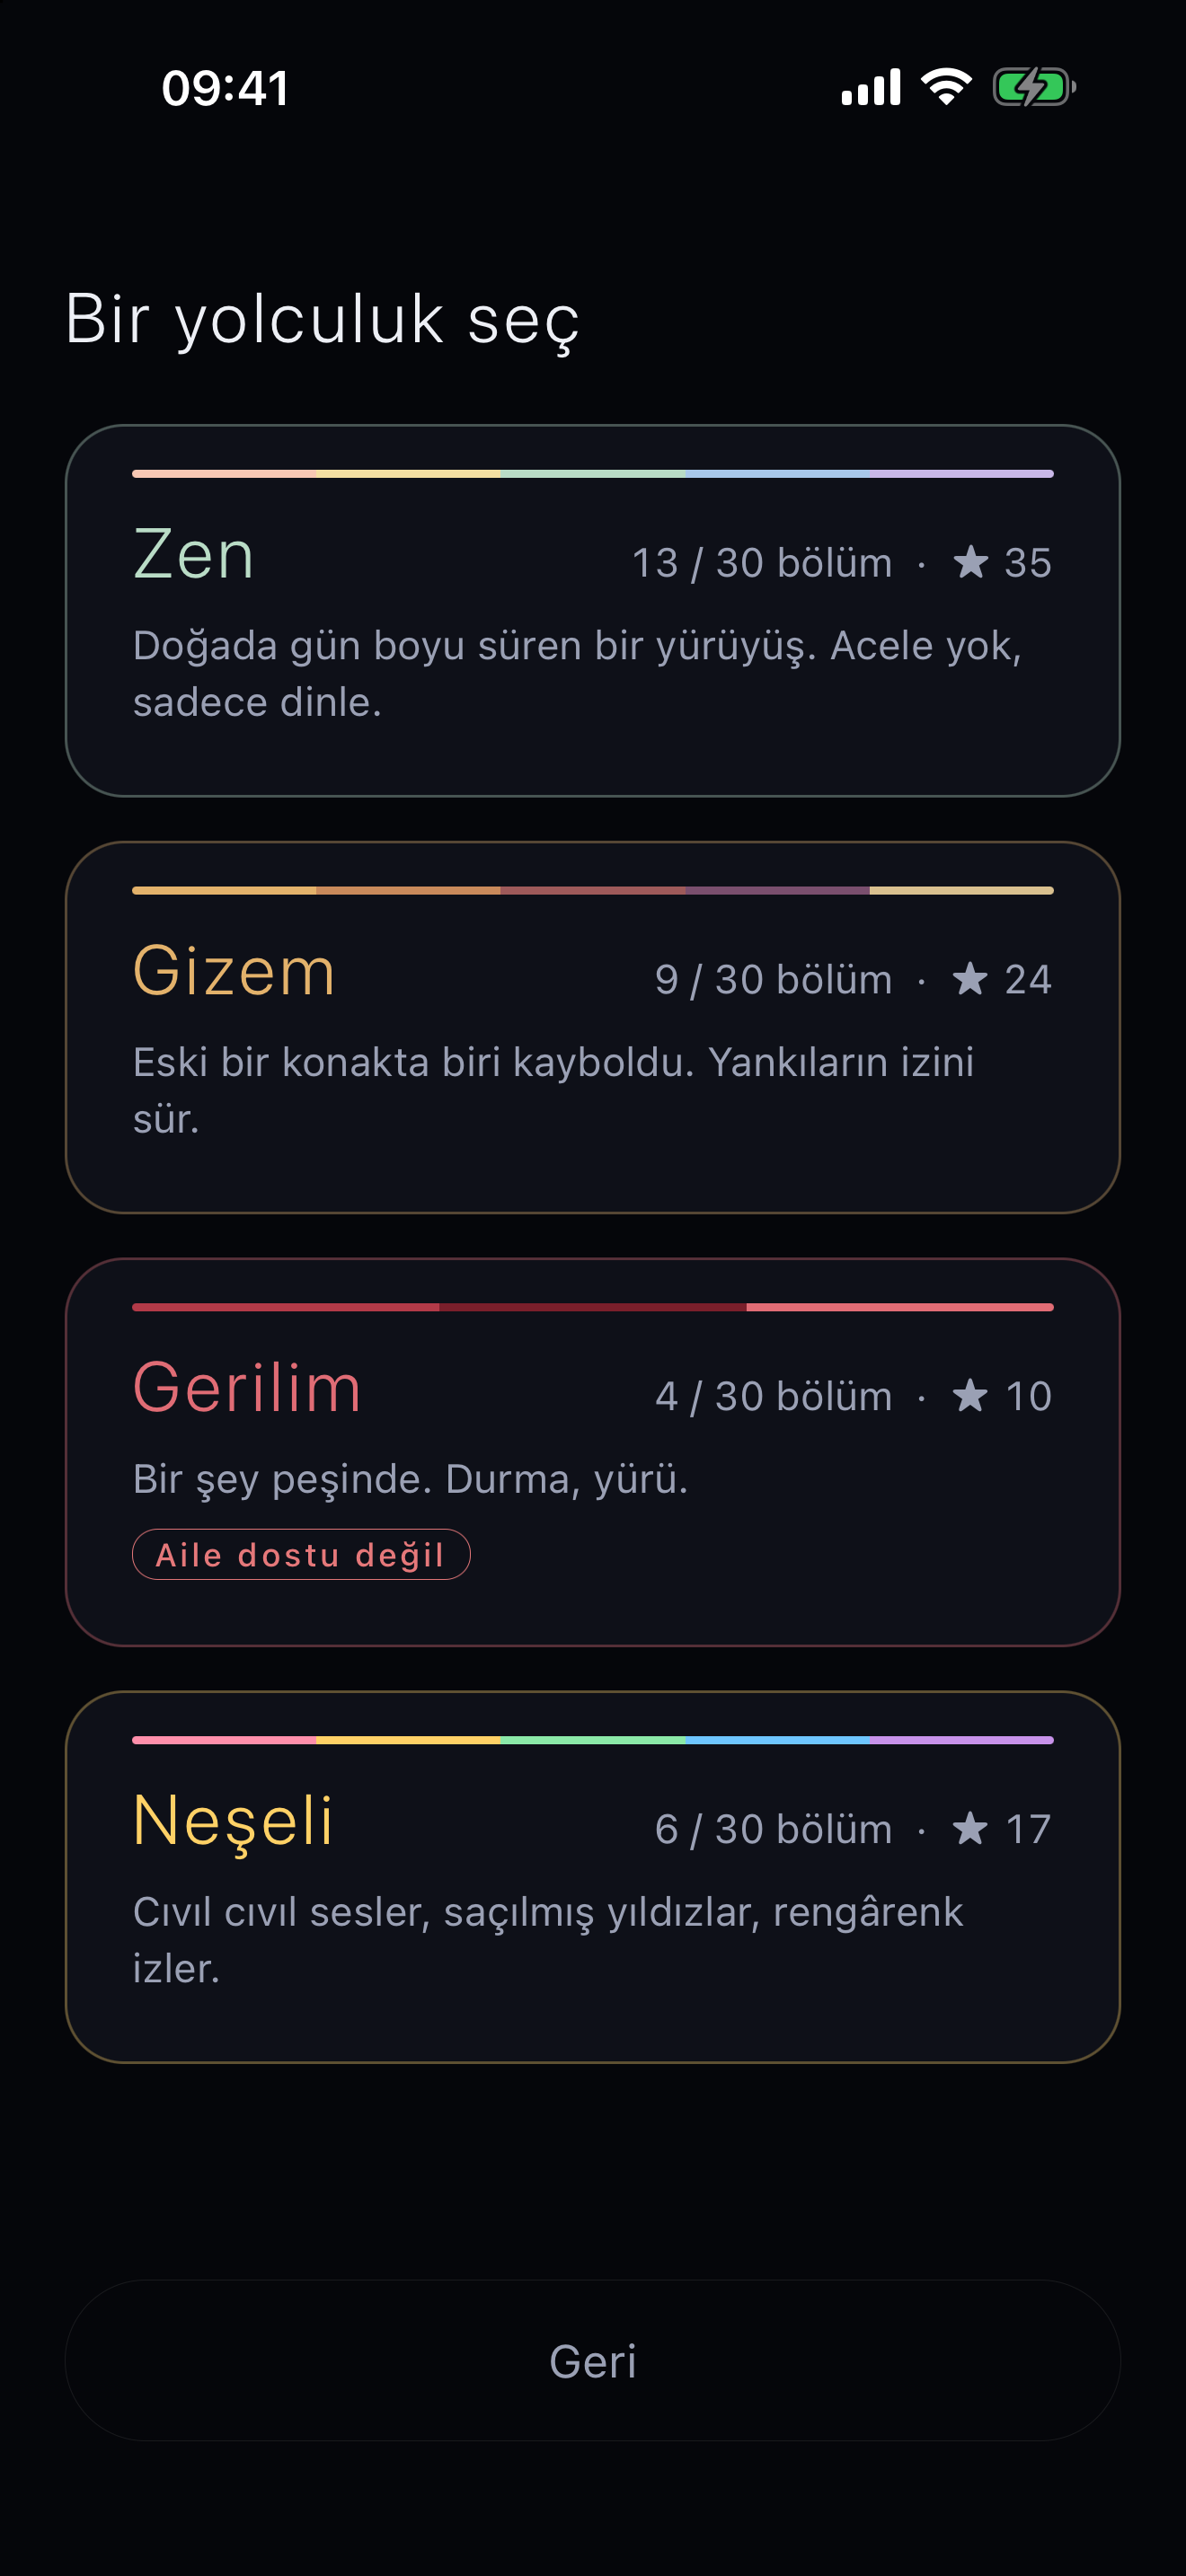 09:41
Bir yolculuk seç
Zen
13 / 30 bölüm · ★ 35
Doğada gün boyu süren bir yürüyüş. Acele yok,
sadece dinle.
Gizem
9 / 30 bölüm · ★ 24
Eski bir konakta biri kayboldu. Yankıların izini
sür.
Gerilim
4 / 30 bölüm · ★ 10
Bir şey peşinde. Durma, yürü.
Aile dostu değil
Neşeli
6 / 30 bölüm · ★ 17
Cıvıl cıvıl sesler, saçılmış yıldızlar, rengârenk
izler.
Geri